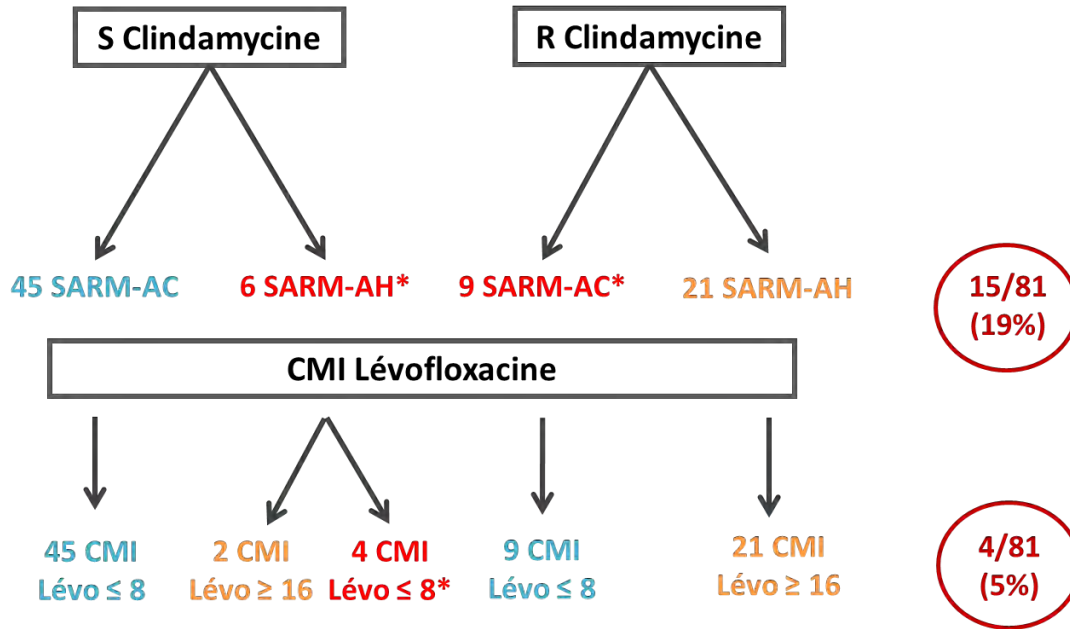 S Clindamycine
R Clindamycine
45 SARM-AC
6 SARM-AH*
9 SARM-AC*
21 SARM-AH
15/81
(19%)
CMI Lévofloxacine
45 CMI
Lévo ≤ 8
2 CMI
Lévo ≥ 16
4 CMI
Lévo ≤ 8*
9 CMI
Lévo ≤ 8
21 CMI
Lévo ≥ 16
4/81
(5%)